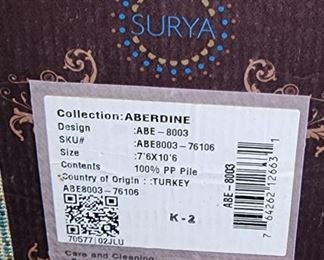 SURYA
Collection:ABERDINE
Design :ABE-8003
SKU# :ABE8003-76106
Size :7'6X10'6
Contents 100% PP Pile
Country of Origin : :TURKEY
ABE8003-76106
K-2
70577 02JLU
ABE-8003
7 64262 12663 1
Care and Cleaning